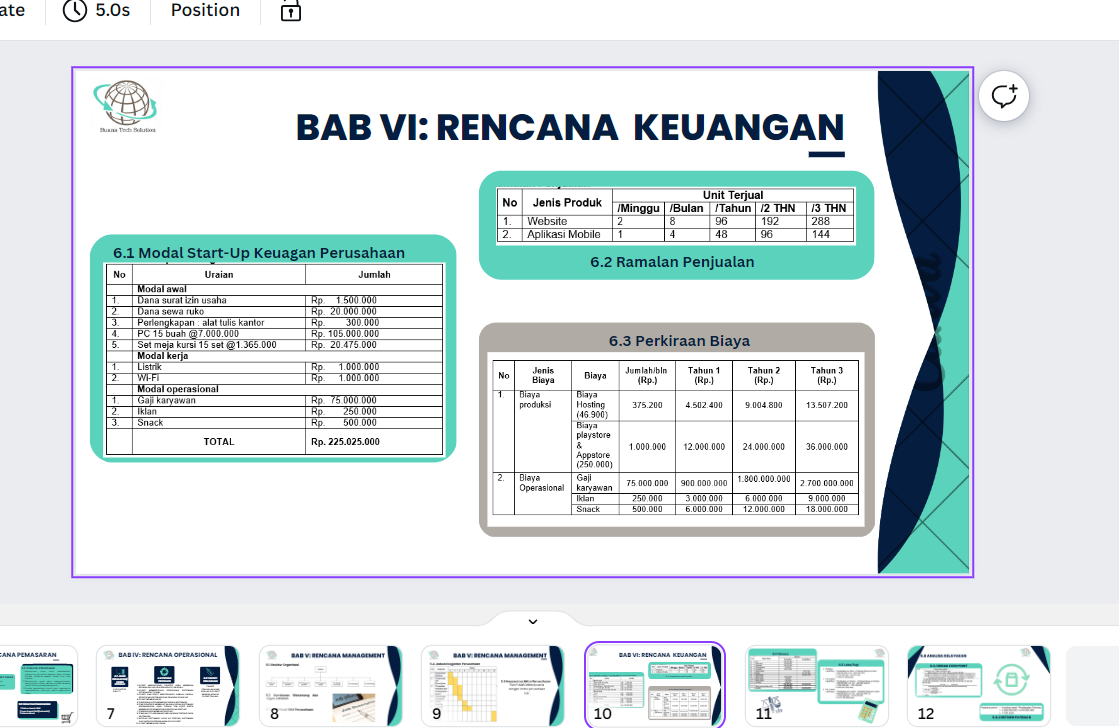 ate 5.0s Position
Buana Tech Solution
BAB VI: RENCANA KEUANGAN
6.1 Modal Start-Up Keuagan Perusahaan
No Uraian Jumlah
Modal awal
1. Dana surat izin usaha Rp. 1.500.000
2. Dana sewa ruko Rp. 20.000.000
3. Perlengkapan : alat tulis kantor Rp. 300.000
4. PC 15 buah @7.000.000 Rp. 105.000.000
5. Set meja kursi 15 set @1.365.000 Rp. 20.475.000
Modal kerja
1. Listrik Rp. 1.000.000
2. Wi-Fi Rp. 1.000.000
Modal operasional
1. Gaji karyawan Rp. 75.000.000
2. Iklan Rp. 250.000
3. Snack Rp. 500.000
TOTAL Rp. 225.025.000
No Jenis Produk Unit Terjual
/Minggu /Bulan /Tahun /2 THN /3 THN
1. Website 2 8 96 192 288
2. Aplikasi Mobile 1 4 48 96 144
6.2 Ramalan Penjualan
6.3 Perkiraan Biaya
No Jenis Biaya Biaya Jumlah/bln (Rp.) Tahun 1 (Rp.) Tahun 2 (Rp.) Tahun 3 (Rp.)
1. Biaya produksi Biaya Hosting (46.900) 375.200 4.502.400 9.004.800 13.507.200
Biaya playstore & Appstore (250.000) 1.000.000 12.000.000 24.000.000 36.000.000
2. Biaya Operasional Gaji karyawan 75.000.000 900.000.000 1.800.000.000 2.700.000.000
Iklan 250.000 3.000.000 6.000.000 9.000.000
Snack 500.000 6.000.000 12.000.000 18.000.000
CANA PEMASARAN
BAB IV: RENCANA OPERASIONAL
7
BAB V: RENCANA MANAGEMENT
8
BAB V: RENCANA MANAGEMENT
9
BAB VI: RENCANA KEUANGAN
10
11
12